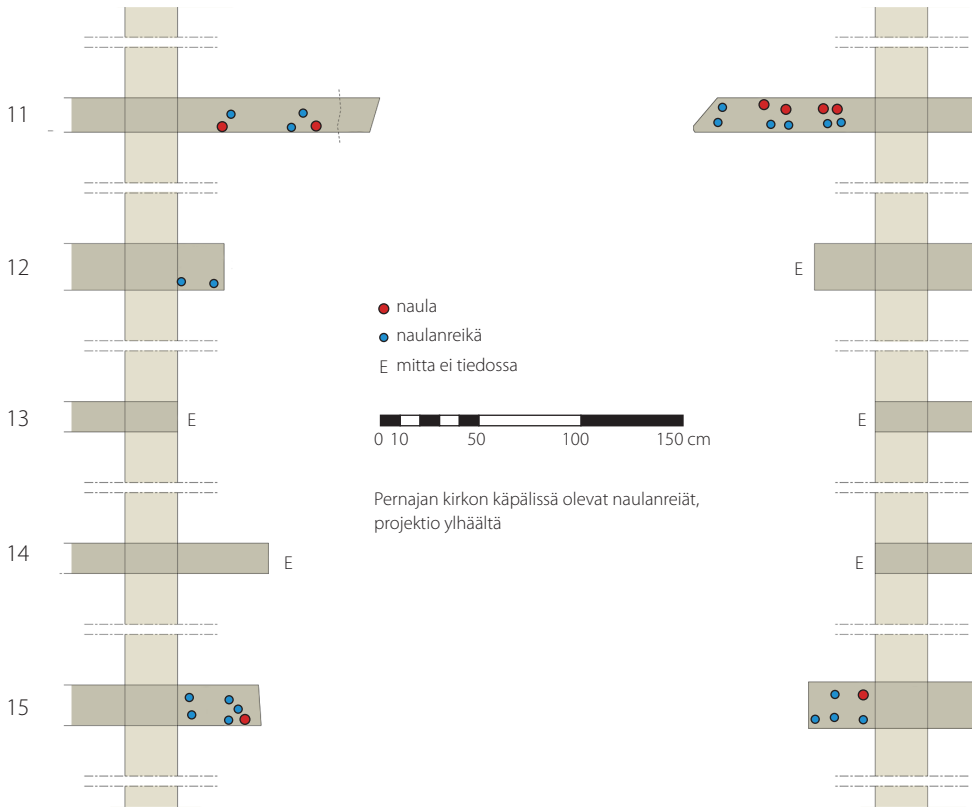 11
12
E
naula
naulanreikä
E mitta ei tiedossa
13
E
E
0 10 50 100 150 cm
Pernajan kirkon käpälissä olevat naulanreiät,
projektio ylhäältä
14
E
E
15